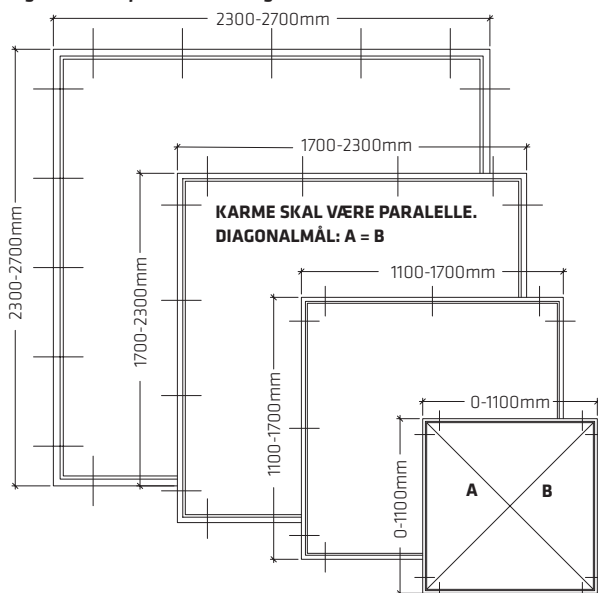 2300-2700mm
1700-2300mm
KARME SKAL VÆRE PARALELLE.
DIAGONALMÅL: A = B
2300-2700mm
1700-2300mm
1100-1700mm
1100-1700mm
0-1100mm
0-1100mm
A
B